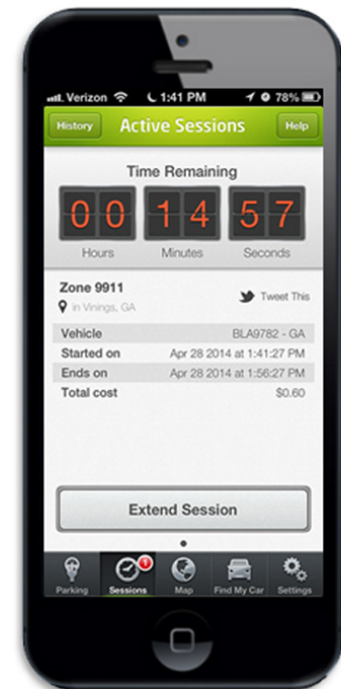 Verizon 1:41 PM 78%
History Active Sessions Help
Time Remaining
00 14 57
Hours Minutes Seconds
Zone 9911
in Vinings, GA Tweet This
Vehicle BLA9782 - GA
Started on Apr 28 2014 at 1:41:27 PM
Ends on Apr 28 2014 at 1:56:27 PM
Total cost $0.60
Extend Session
1
Parking Sessions Map Find My Car Settings